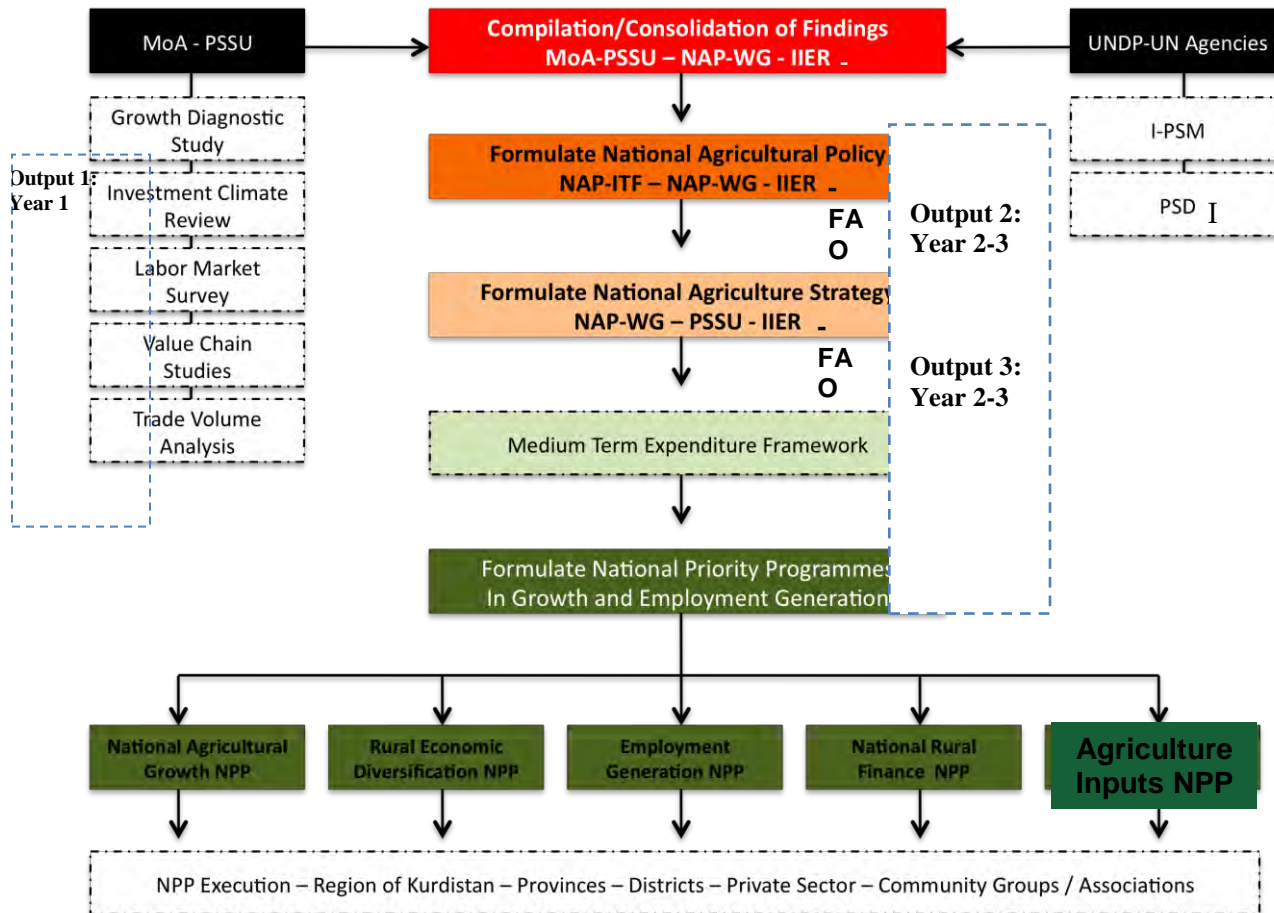 MoA - PSSU
Compilation/Consolidation of Findings
MoA-PSSU – NAP-WG - IIER -
UNDP-UN Agencies
Growth Diagnostic
Study
Output 1:
Year 1
Investment Climate
Review
Labor Market
Survey
Value Chain
Studies
Trade Volume
Analysis
Formulate National Agricultural Policy
NAP-ITF – NAP-WG - IIER -
FA
O
Formulate National Agriculture Strategy
NAP-WG – PSSU - IIER -
FA
O
Medium Term Expenditure Framework
Output 2:
Year 2-3
Output 3:
Year 2-3
I-PSM
PSD I
Formulate National Priority Programmes
In Growth and Employment Generation
National Agricultural
Growth NPP
Rural Economic
Diversification NPP
Employment
Generation NPP
National Rural
Finance NPP
Agriculture
Inputs NPP
NPP Execution – Region of Kurdistan – Provinces – Districts – Private Sector – Community Groups / Associations